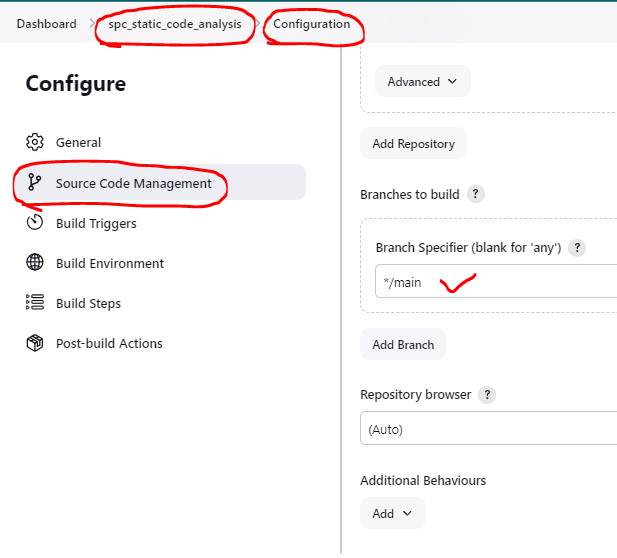 Dashboard > spc_static_code_analysis > Configuration
Configure
General
Source Code Management
Build Triggers
Build Environment
Build Steps
Post-build Actions
Advanced
Add Repository
Branches to build ?
Branch Specifier (blank for 'any') ?
*/main
Add Branch
Repository browser ?
(Auto)
Additional Behaviours
Add